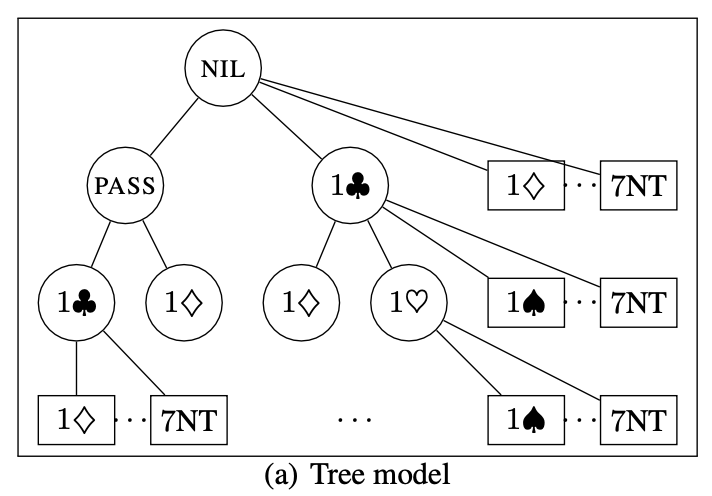 NIL
PASS 1♣ 1♢ ··· 7NT
1♣ 1♢ 1♢ 1♡ 1♠ ··· 7NT
1♢ ··· 7NT ··· 1♠ ··· 7NT
(a) Tree model